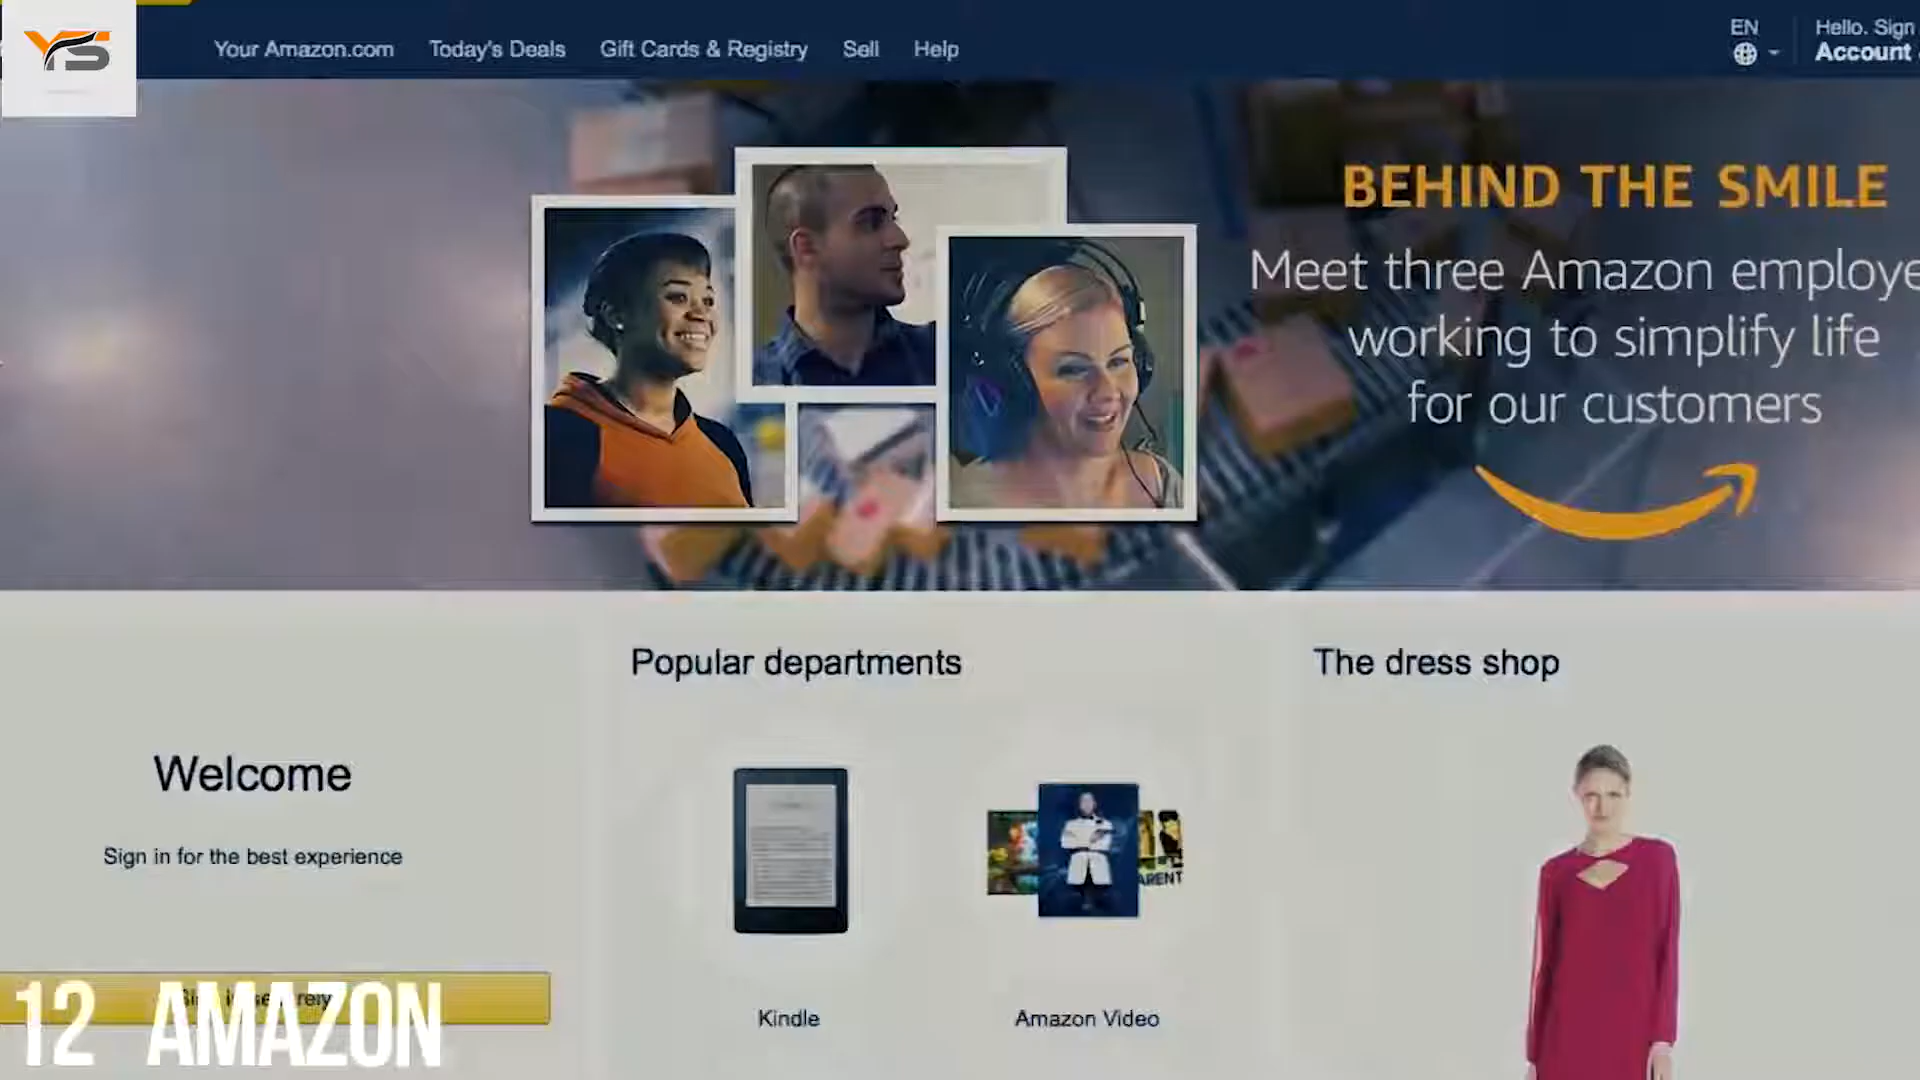 YS
EN
Hello. Sign
Your Amazon.com Today's Deals Gift Cards & Registry Sell Help
Account
BEHIND THE SMILE
Meet three Amazon employe
working to simplify life
for our customers
Popular departments
The dress shop
Welcome
Sign in for the best experience
ARENT
Kindle
Amazon Video
12 AMAZON